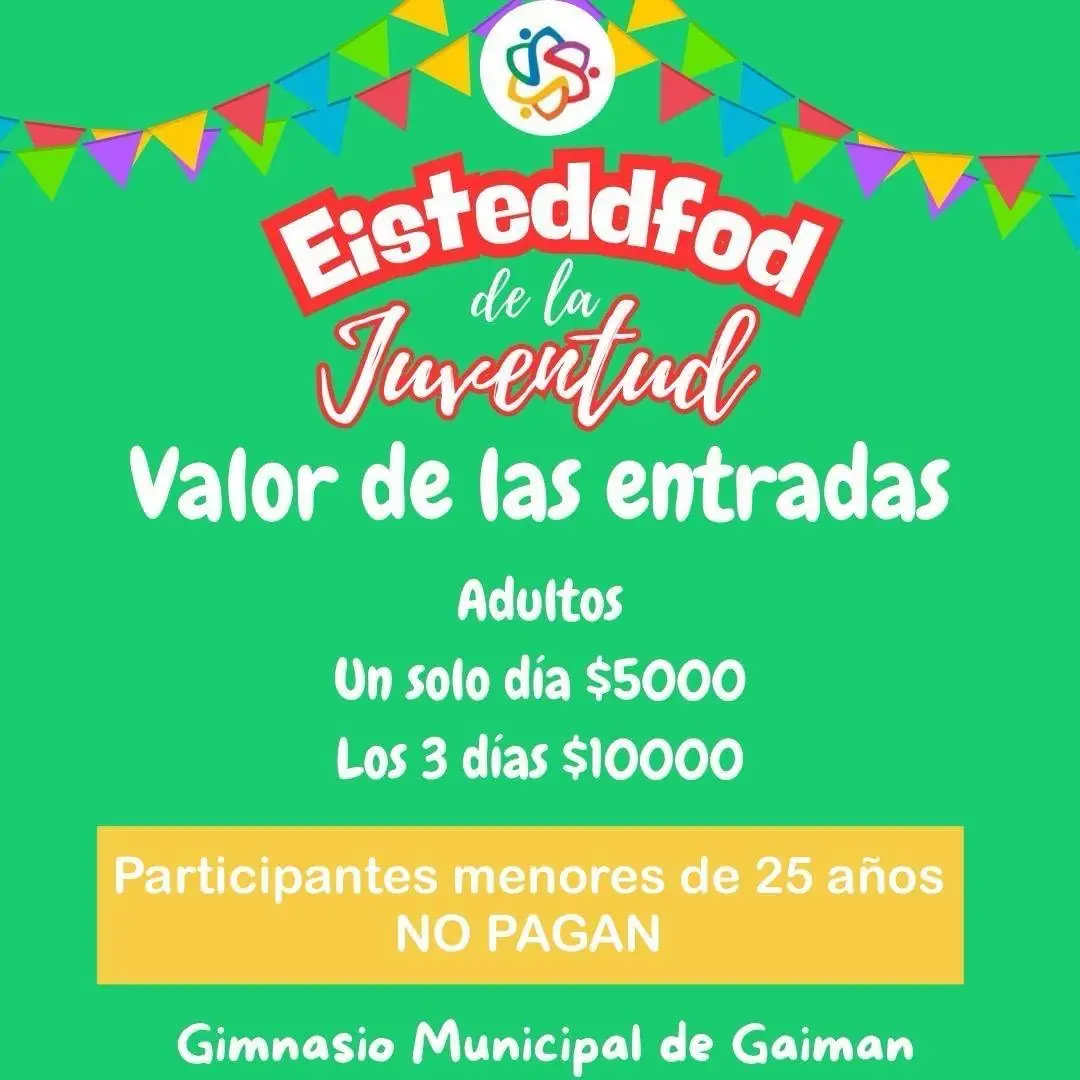 Eisteddfod
de la
Juventud
Valor de las entradas
Adultos
Un solo día $5000
Los 3 días $10000
Participantes menores de 25 años
NO PAGAN
Gimnasio Municipal de Gaiman